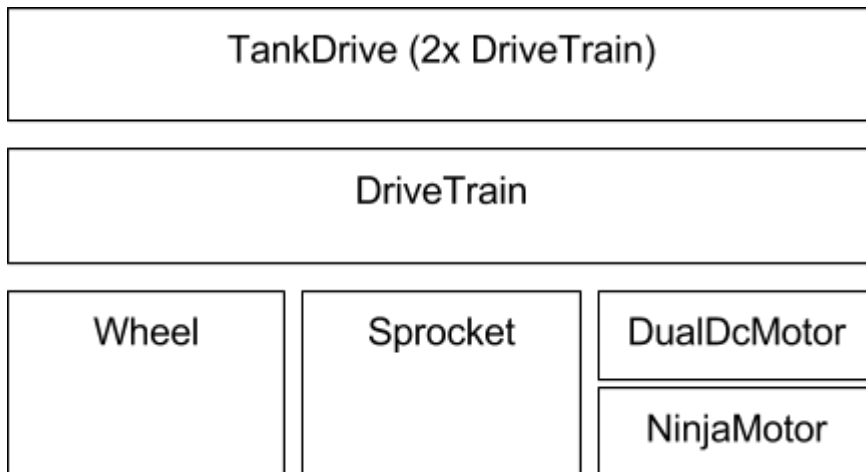 TankDrive (2x DriveTrain)
DriveTrain
Wheel
Sprocket
DualDcMotor
NinjaMotor